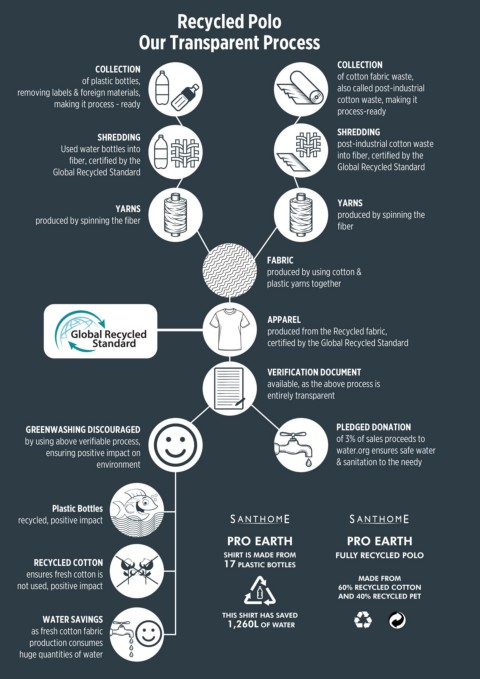 Recycled Polo
Our Transparent Process
COLLECTION
of plastic bottles,
removing labels & foreign materials,
making it process - ready
COLLECTION
of cotton fabric waste,
also called post-industrial
cotton waste, making it
process-ready
SHREDDING
Used water bottles into
fiber, certified by the
Global Recycled Standard
SHREDDING
post-industrial cotton waste
into fiber, certified by the
Global Recycled Standard
YARNS
produced by spinning the fiber
YARNS
produced by spinning the
fiber
FABRIC
produced by using cotton &
plastic yarns together
Global Recycled
Standard
APPAREL
produced from the Recycled fabric,
certified by the Global Recycled Standard
VERIFICATION DOCUMENT
available, as the above process is
entirely transparent
GREENWASHING DISCOURAGED
by using above verifiable process,
ensuring positive impact on
environment
PLEDGED DONATION
of 3% of sales proceeds to
water.org ensures safe water
& sanitation to the needy
Plastic Bottles
recycled, positive impact
RECYCLED COTTON
ensures fresh cotton is
not used, positive impact
WATER SAVINGS
as fresh cotton fabric
production consumes
huge quantities of water
SANTHOME
PRO EARTH
SHIRT IS MADE FROM
17 PLASTIC BOTTLES
THIS SHIRT HAS SAVED
1,260L OF WATER
SANTHOME
PRO EARTH
FULLY RECYCLED POLO
MADE FROM
60% RECYCLED COTTON
AND 40% RECYCLED PET